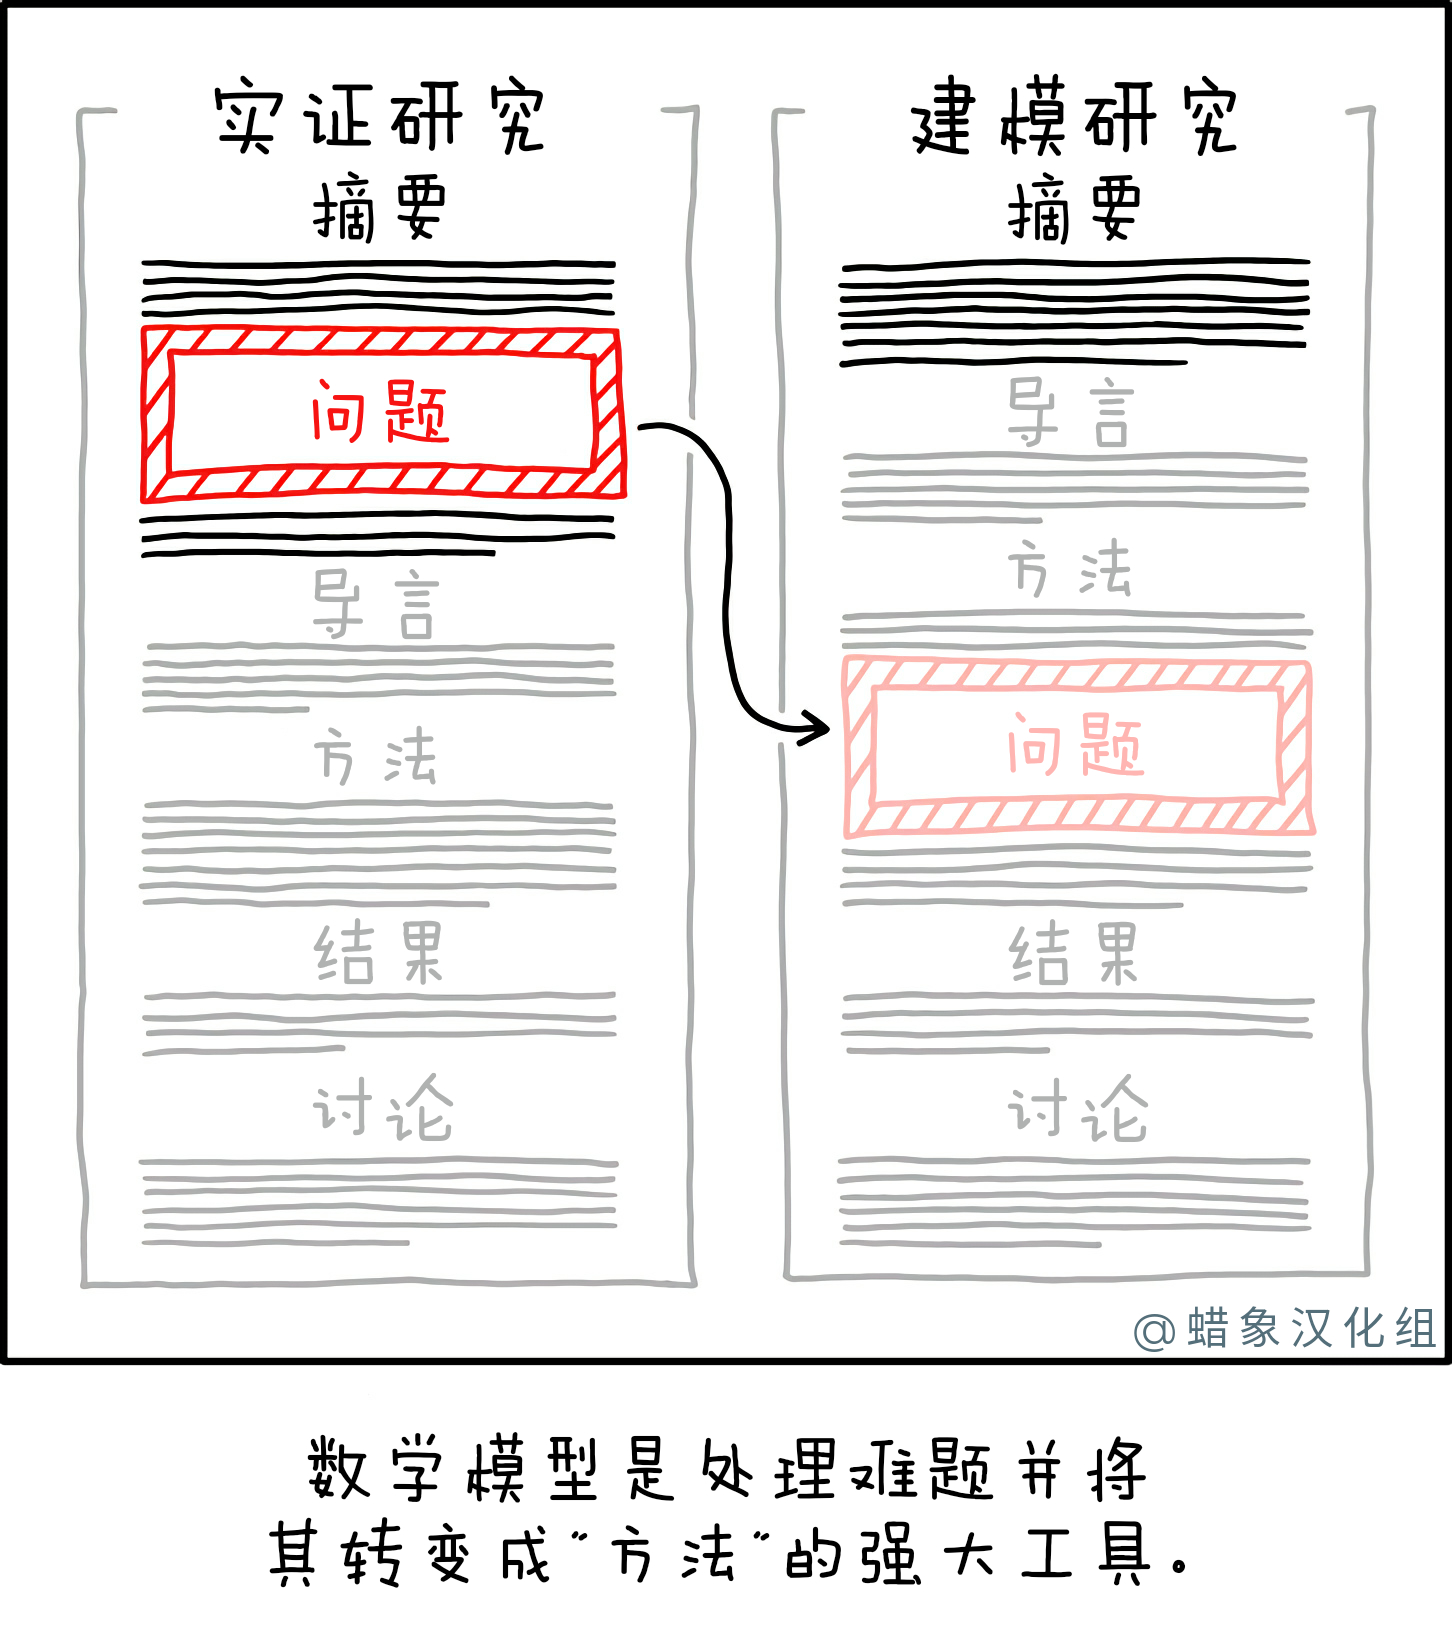 实证研究
摘要
问题
导言
方法
结果
讨论
建模研究
摘要
导言
方法
问题
结果
讨论
@蜡象汉化组
数学模型是处理难题并将
其转变成"方法"的强大工具。